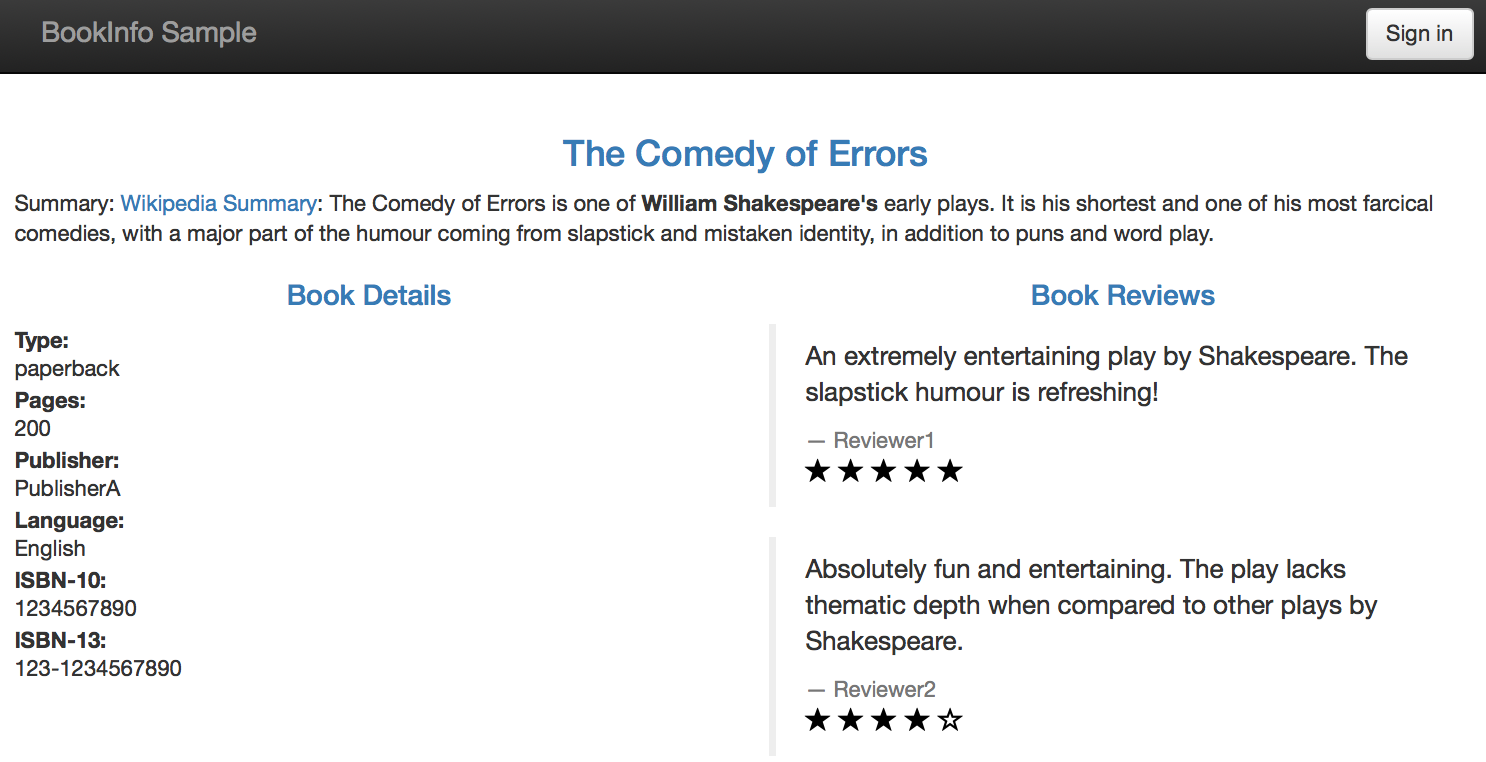 BookInfo Sample
Sign in
The Comedy of Errors
Summary: Wikipedia Summary: The Comedy of Errors is one of William Shakespeare's early plays. It is his shortest and one of his most farcical
comedies, with a major part of the humour coming from slapstick and mistaken identity, in addition to puns and word play.
Book Details
Type:
paperback
Pages:
200
Publisher:
PublisherA
Language:
English
ISBN-10:
1234567890
ISBN-13:
123-1234567890
Book Reviews
An extremely entertaining play by Shakespeare. The
slapstick humour is refreshing!
— Reviewer1
★ ★ ★ ★ ★
Absolutely fun and entertaining. The play lacks
thematic depth when compared to other plays by
Shakespeare.
— Reviewer2
★ ★ ★ ★ ☆